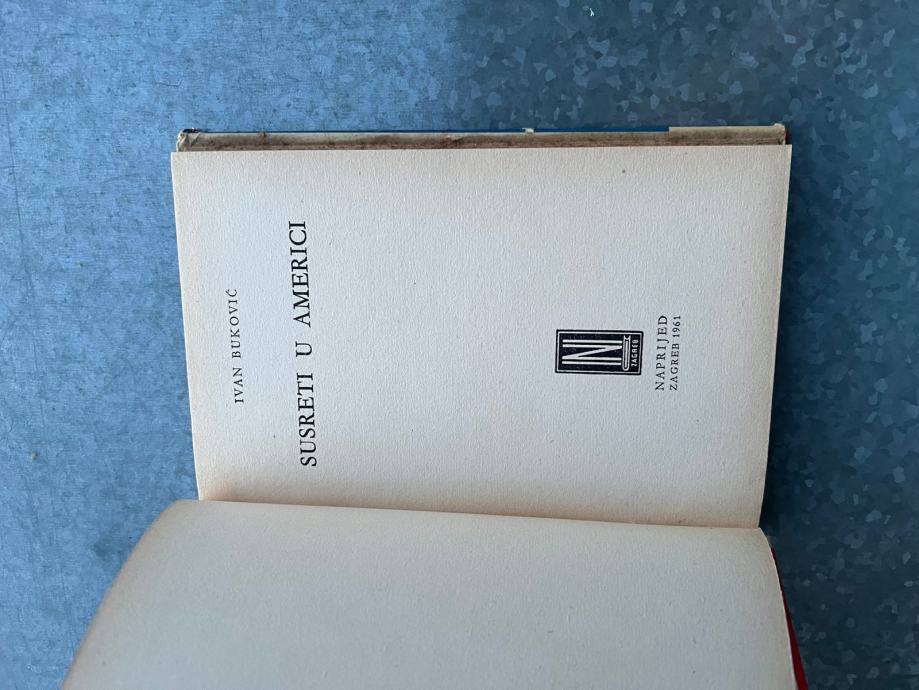 IVAN BUKOVIĆ
SUSRETI U AMERICI
N
ZAGREB
NAPRIJED
ZAGREB 1961